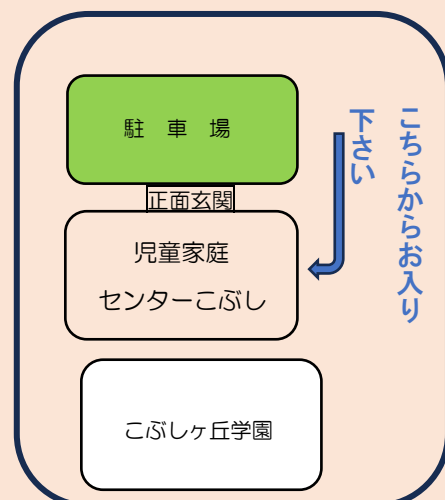 駐 車 場
正面玄関
児童家庭
センターこぶし
こぶしヶ丘学園
こちらからお入り
下さい